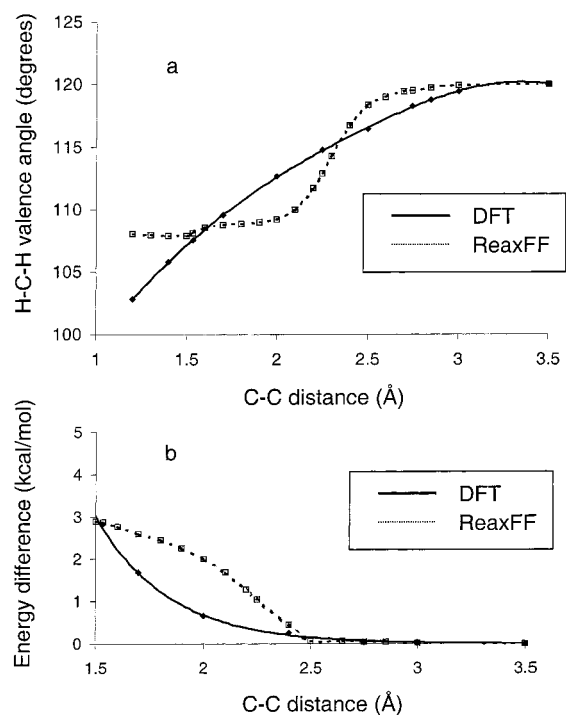 H-C-H valence angle (degrees)
125
120
115
110
105
100
a
DFT
ReaxFF
1
1.5
2
2.5
3
3.5
C-C distance (Å)
Energy difference (kcal/mol)
5
4
3
2
1
0
b
DFT
ReaxFF
1.5
2
2.5
3
3.5
C-C distance (Å)